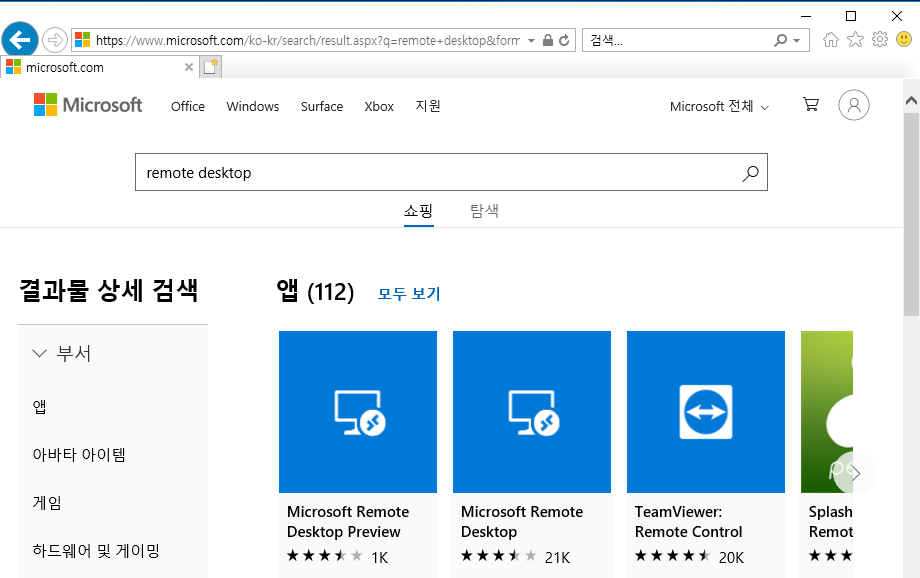 https://www.microsoft.com/ko-kr/search/result.aspx?q=remote+desktop&form
검색...
microsoft.com
Microsoft
Office
Windows
Surface
Xbox
지원
Microsoft 전체
remote desktop
쇼핑
탐색
결과물 상세 검색
부서
앱
아바타 아이템
게임
하드웨어 및 게이밍
앱 (112)
모두 보기
Microsoft Remote
Desktop Preview
1K
Microsoft Remote
Desktop
21K
TeamViewer:
Remote Control
20K
Splash
Remot